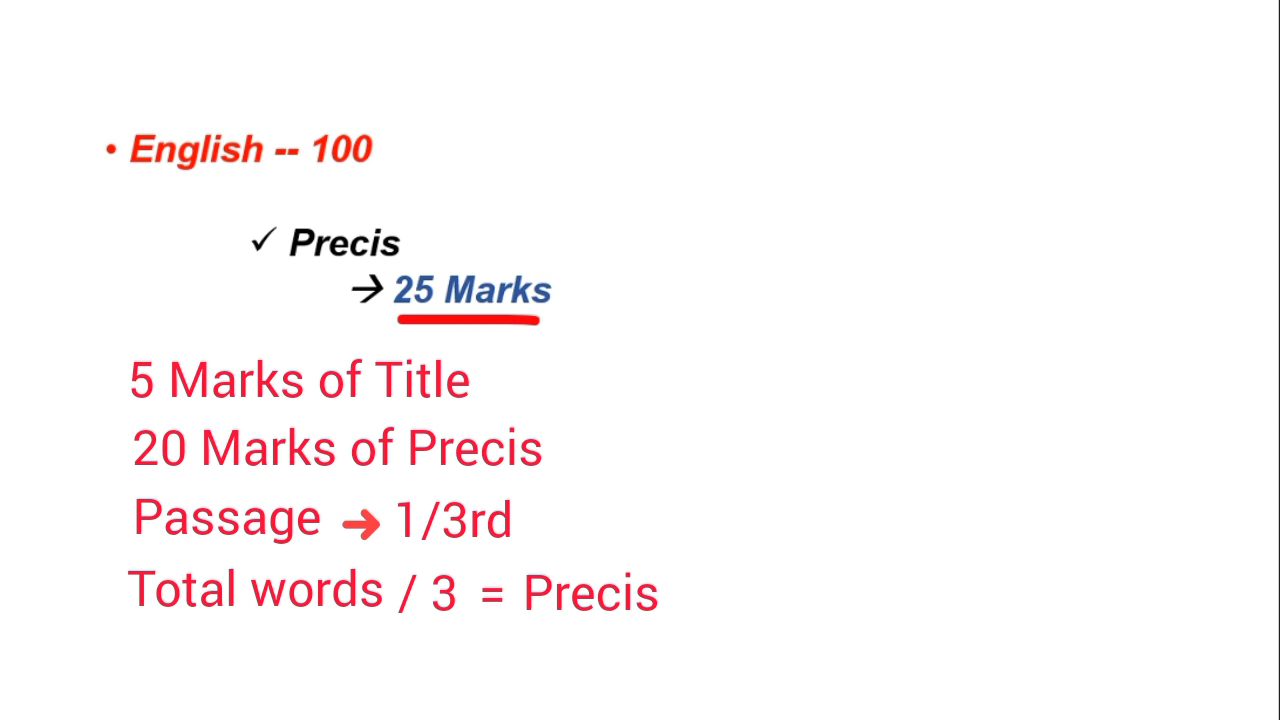 • English -- 100
✓ Precis
→ 25 Marks
5 Marks of Title
20 Marks of Precis
Passage ➜ 1/3rd
Total words / 3 = Precis